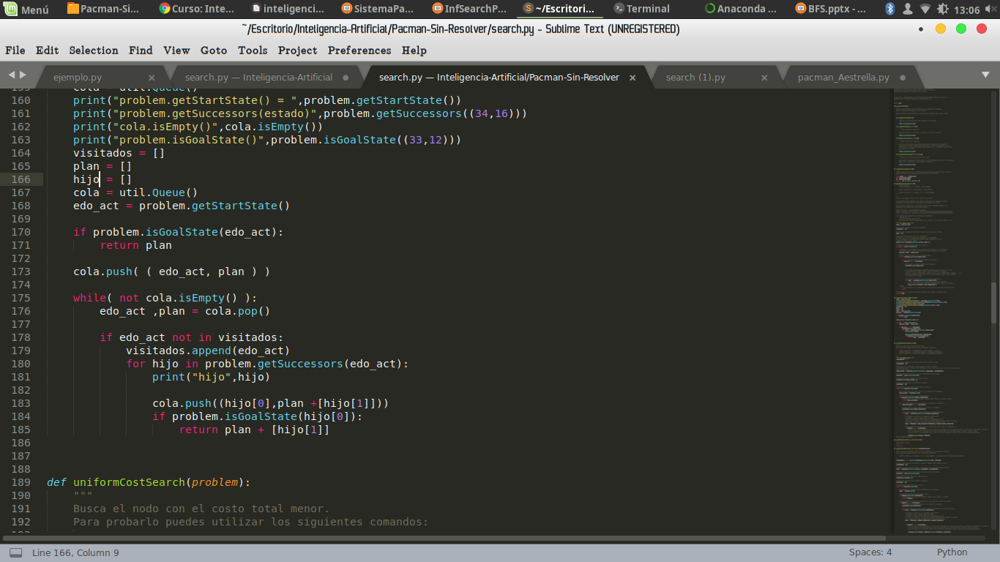 Menú Pacman-Si... Curso: Inte... inteligenci... SistemaPa... InfSearchP... ~/Escritori... Terminal Anaconda ... BFS.pptx - ... 13:06
~/Escritorio/Inteligencia-Artificial/Pacman-Sin-Resolver/search.py - Sublime Text (UNREGISTERED)
File Edit Selection Find View Goto Tools Project Preferences Help
ejemplo.py search.py — Inteligencia-Artificial search.py — Inteligencia-Artificial/Pacman-Sin-Resolver search (1).py pacman_Aestrella.py
159 cola = util.Queue()
160 print("problem.getStartState() = ",problem.getStartState())
161 print("problem.getSuccessors(estado)",problem.getSuccessors((34,16)))
162 print("cola.isEmpty()",cola.isEmpty())
163 print("problem.isGoalState()",problem.isGoalState((33,12)))
164 visitados = []
165 plan = []
166 hijo = []
167 cola = util.Queue()
168 edo_act = problem.getStartState()
169
170 if problem.isGoalState(edo_act):
171 return plan
172
173 cola.push( ( edo_act, plan ) )
174
175 while( not cola.isEmpty() ):
176 edo_act ,plan = cola.pop()
177
178 if edo_act not in visitados:
179 visitados.append(edo_act)
180 for hijo in problem.getSuccessors(edo_act):
181 print("hijo",hijo)
182
183 cola.push((hijo[0],plan +[hijo[1]]))
184 if problem.isGoalState(hijo[0]):
185 return plan + [hijo[1]]
186
187
188
189 def uniformCostSearch(problem):
190 """
191 Busca el nodo con el costo total menor.
192 Para probarlo puedes utilizar los siguientes comandos:
Line 166, Column 9 Spaces: 4 Python